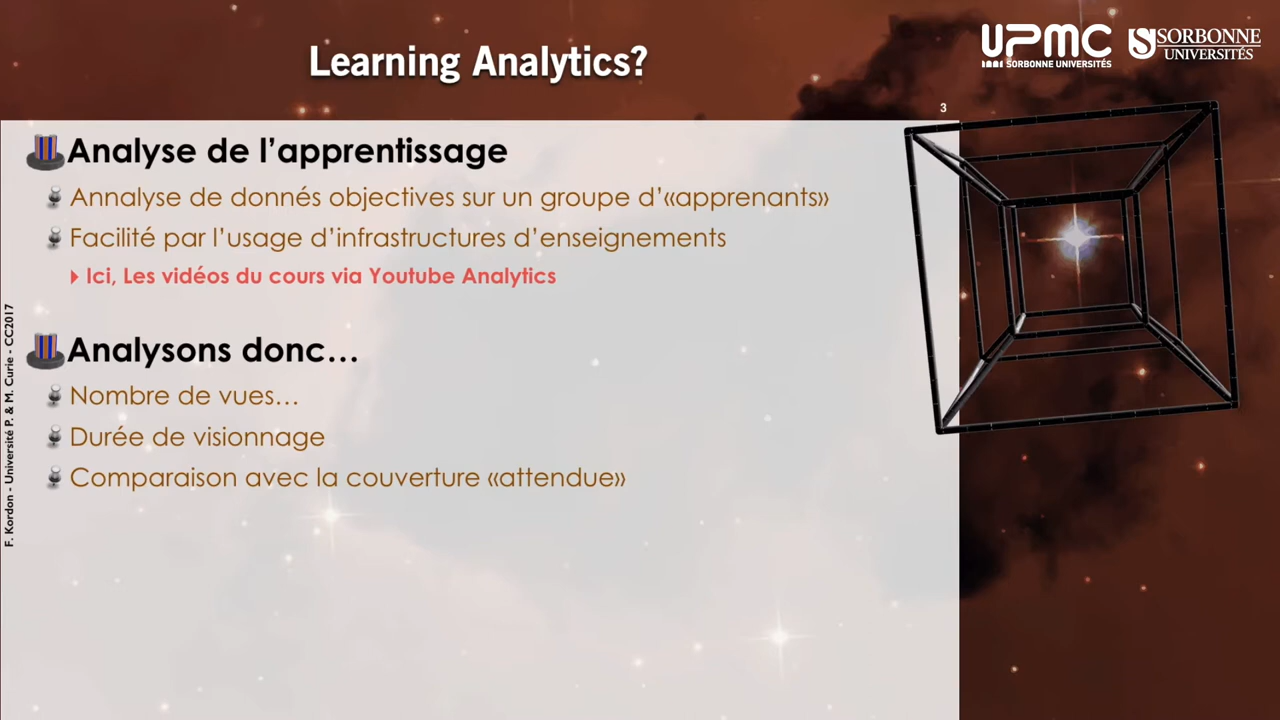 Learning Analytics?
UPMC
SORBONNE UNIVERSITÉS
SORBONNE
UNIVERSITÉS
3
Analyse de l’apprentissage
Annalyse de donnés objectives sur un groupe d’«apprenants»
Facilité par l’usage d’infrastructures d’enseignements
Ici, Les vidéos du cours via Youtube Analytics
Analysons donc…
Nombre de vues…
Durée de visionnage
Comparaison avec la couverture «attendue»
F. Kordon - Université P. & M. Curie - CC2017